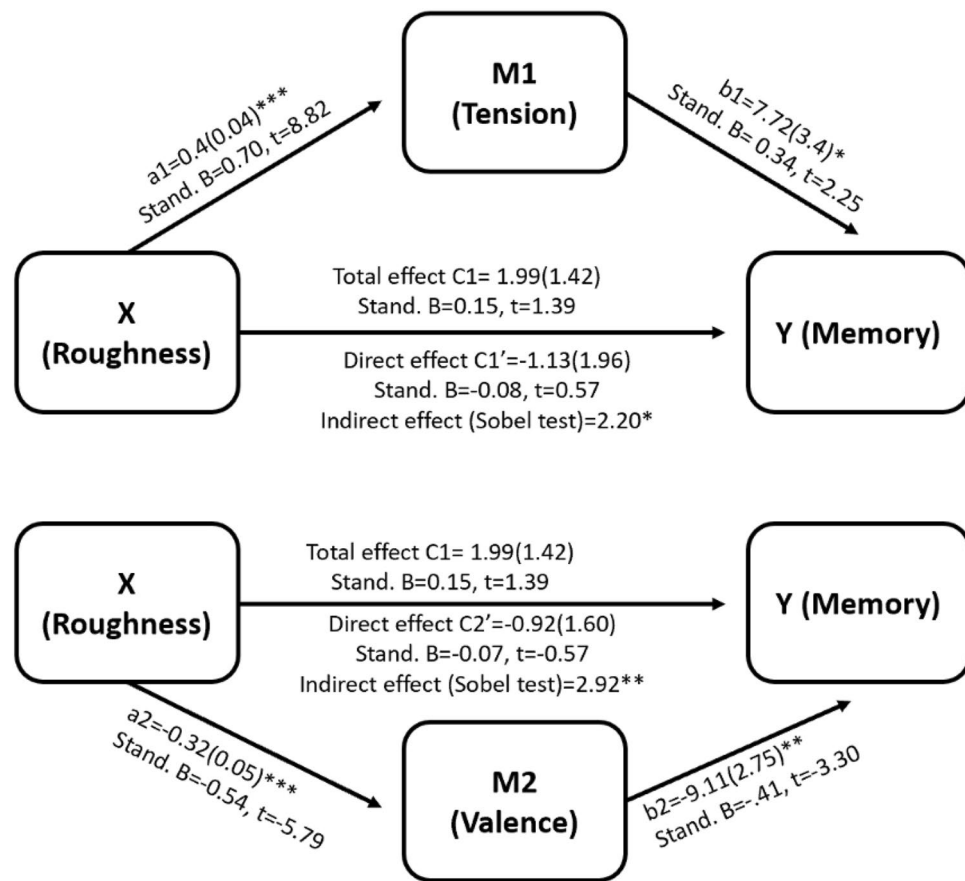 M1
(Tension)
a1=0.4(0.04)***
Stand. B=0.70, t=8.82
b1=7.72(3.4)*
Stand. B= 0.34, t=2.25
X
(Roughness)
Total effect C1= 1.99(1.42)
Stand. B=0.15, t=1.39
Direct effect C1’=-1.13(1.96)
Stand. B=-0.08, t=0.57
Indirect effect (Sobel test)=2.20*
Y (Memory)
X
(Roughness)
Total effect C1= 1.99(1.42)
Stand. B=0.15, t=1.39
Direct effect C2’=-0.92(1.60)
Stand. B=-0.07, t=-0.57
Indirect effect (Sobel test)=2.92**
Y (Memory)
a2=-0.32(0.05)***
Stand. B=-0.54, t=-5.79
M2
(Valence)
b2=-9.11(2.75)**
Stand. B=-.41, t=-3.30